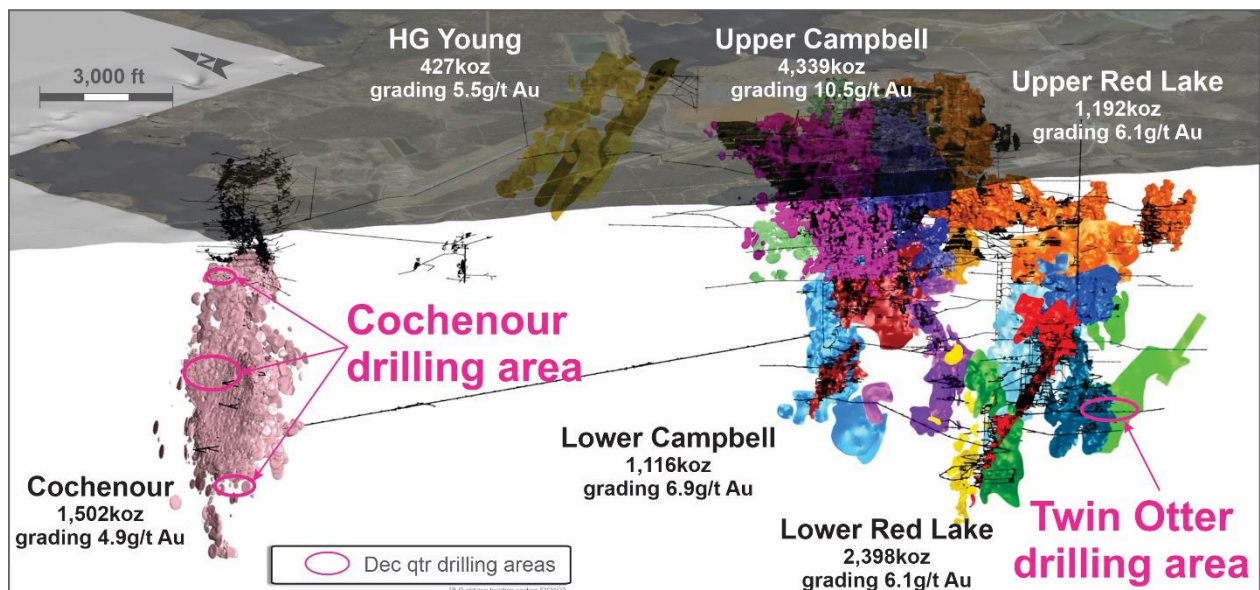 HG Young
427koz
grading 5.5g/t Au
Upper Campbell
4,339koz
grading 10.5g/t Au
Upper Red Lake
1,192koz
grading 6.1g/t Au
N
3,000 ft
Cochenour
drilling area
Lower Campbell
1,116koz
grading 6.9g/t Au
Cochenour
1,502koz
grading 4.9g/t Au
Lower Red Lake
2,398koz
grading 6.1g/t Au
Twin Otter
drilling area
Dec qtr drilling areas